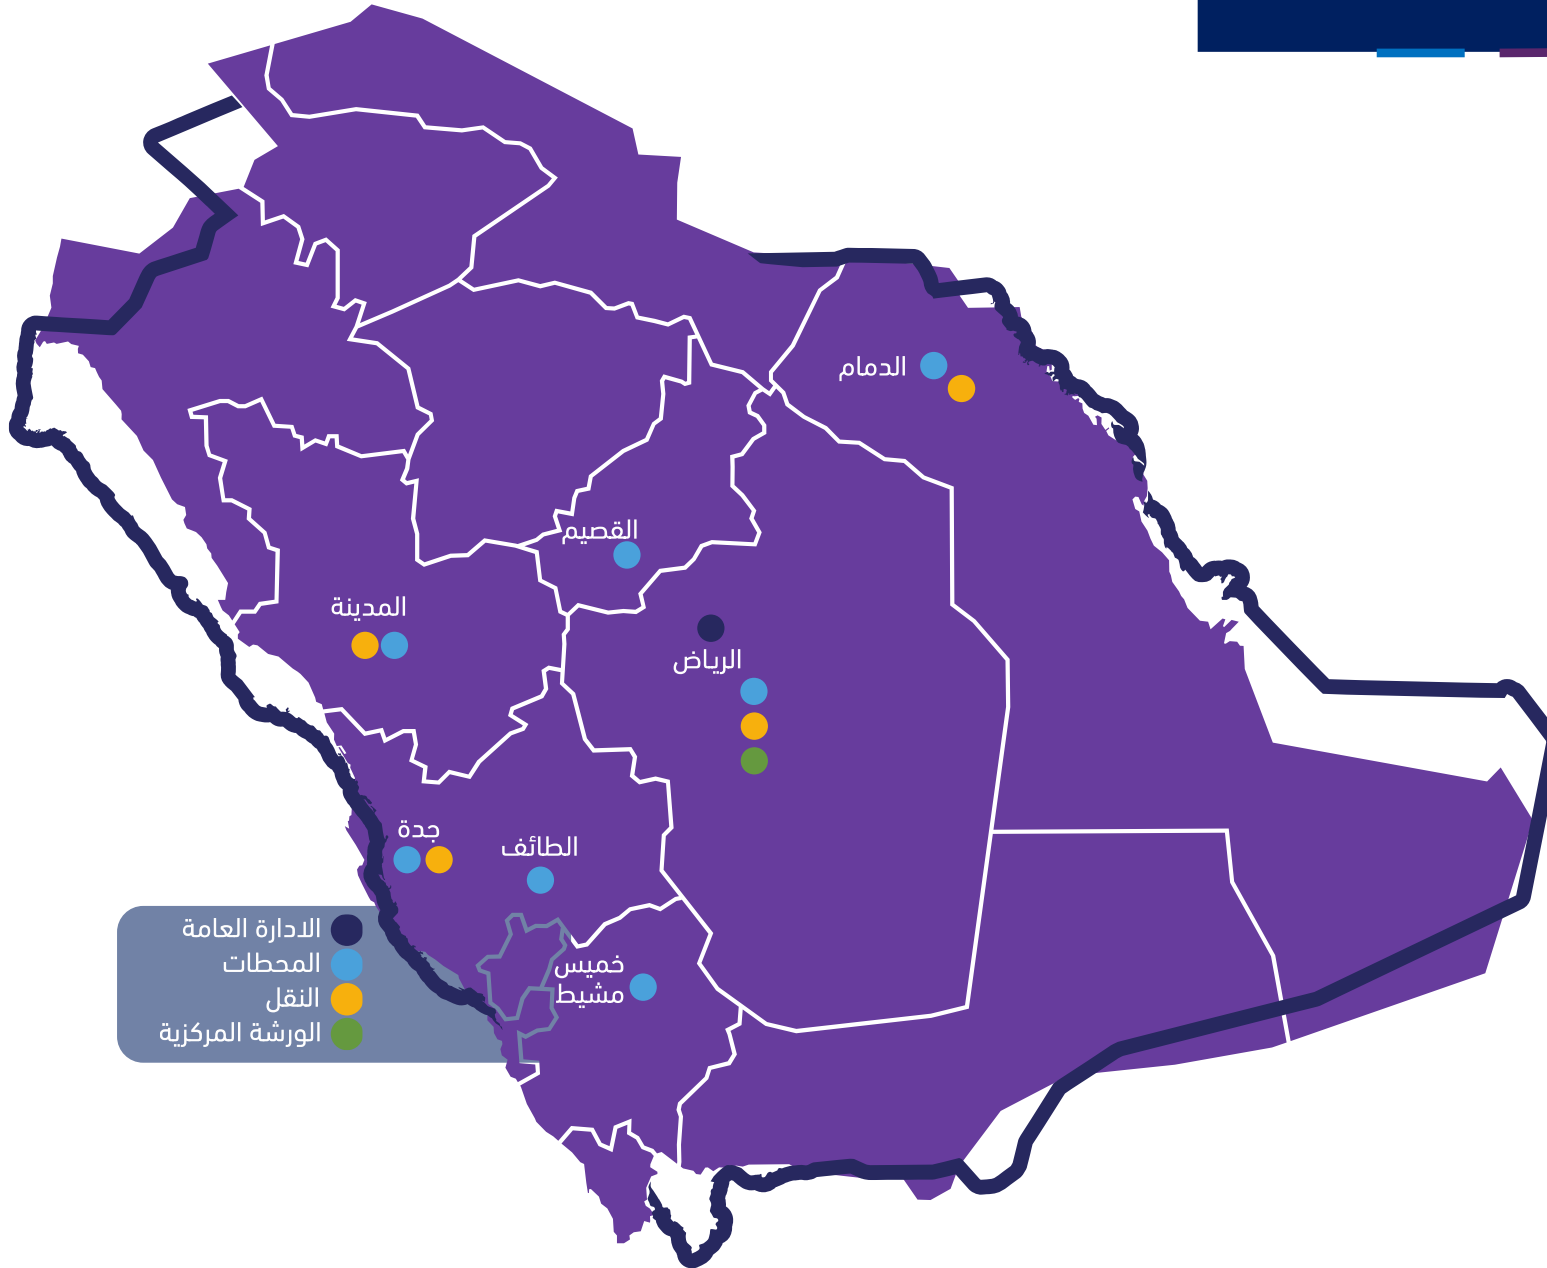 الدمام
القصيم
المدينة
الرياض
جدة
الطائف
خميس
مشيط
الادارة العامة
المحطات
النقل
الورشة المركزية